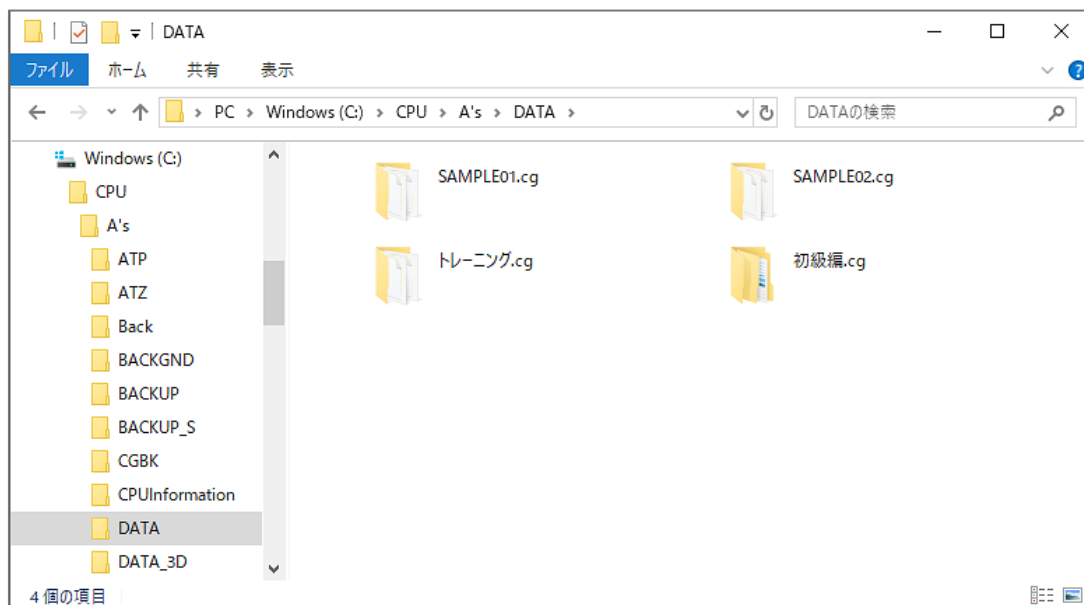 DATA
ファイル ホーム 共有 表示
PC > Windows (C:) > CPU > A's > DATA >
DATAの検索
Windows (C:)
CPU
A's
ATP
ATZ
Back
BACKGND
BACKUP
BACKUP_S
CGBK
CPUInformation
DATA
DATA_3D
SAMPLE01.cg
SAMPLE02.cg
トレーニング.cg
初級編.cg
4 個の項目